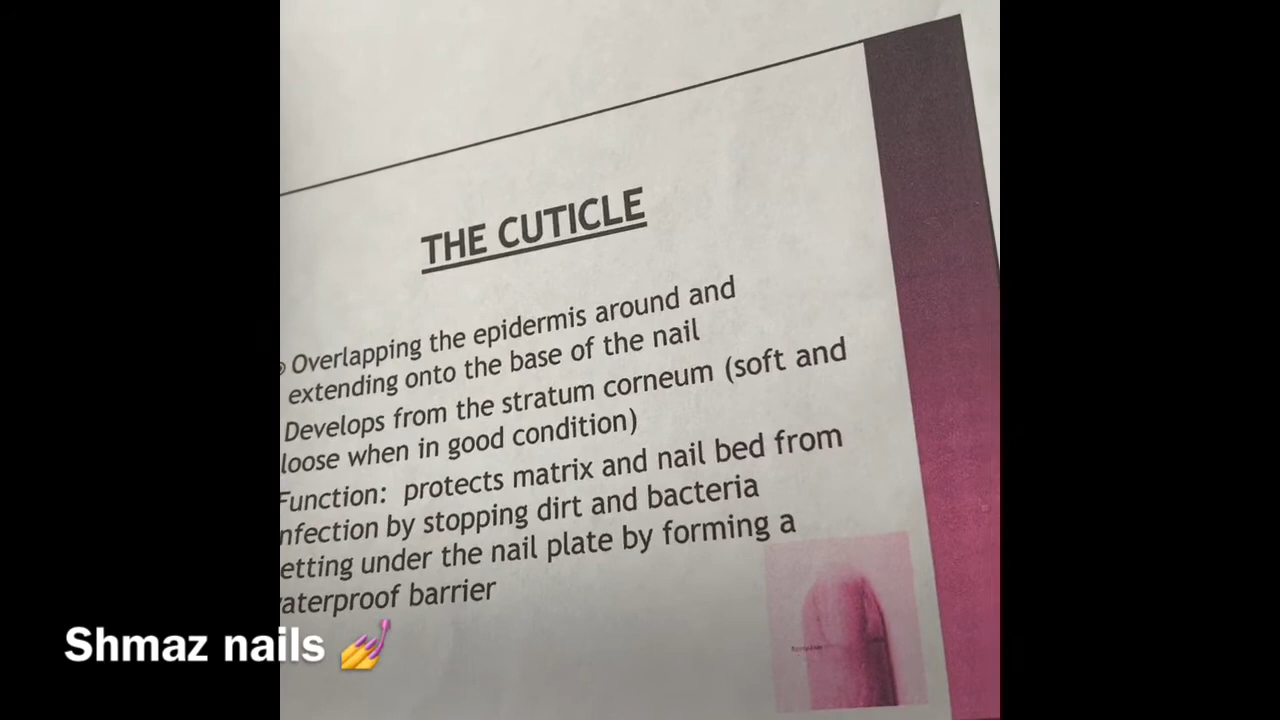 THE CUTICLE
Overlapping the epidermis around and
extending onto the base of the nail
Develops from the stratum corneum (soft and
loose when in good condition)
Function: protects matrix and nail bed from
nfection by stopping dirt and bacteria
etting under the nail plate by forming a
aterproof barrier
Shmaz nails 💅